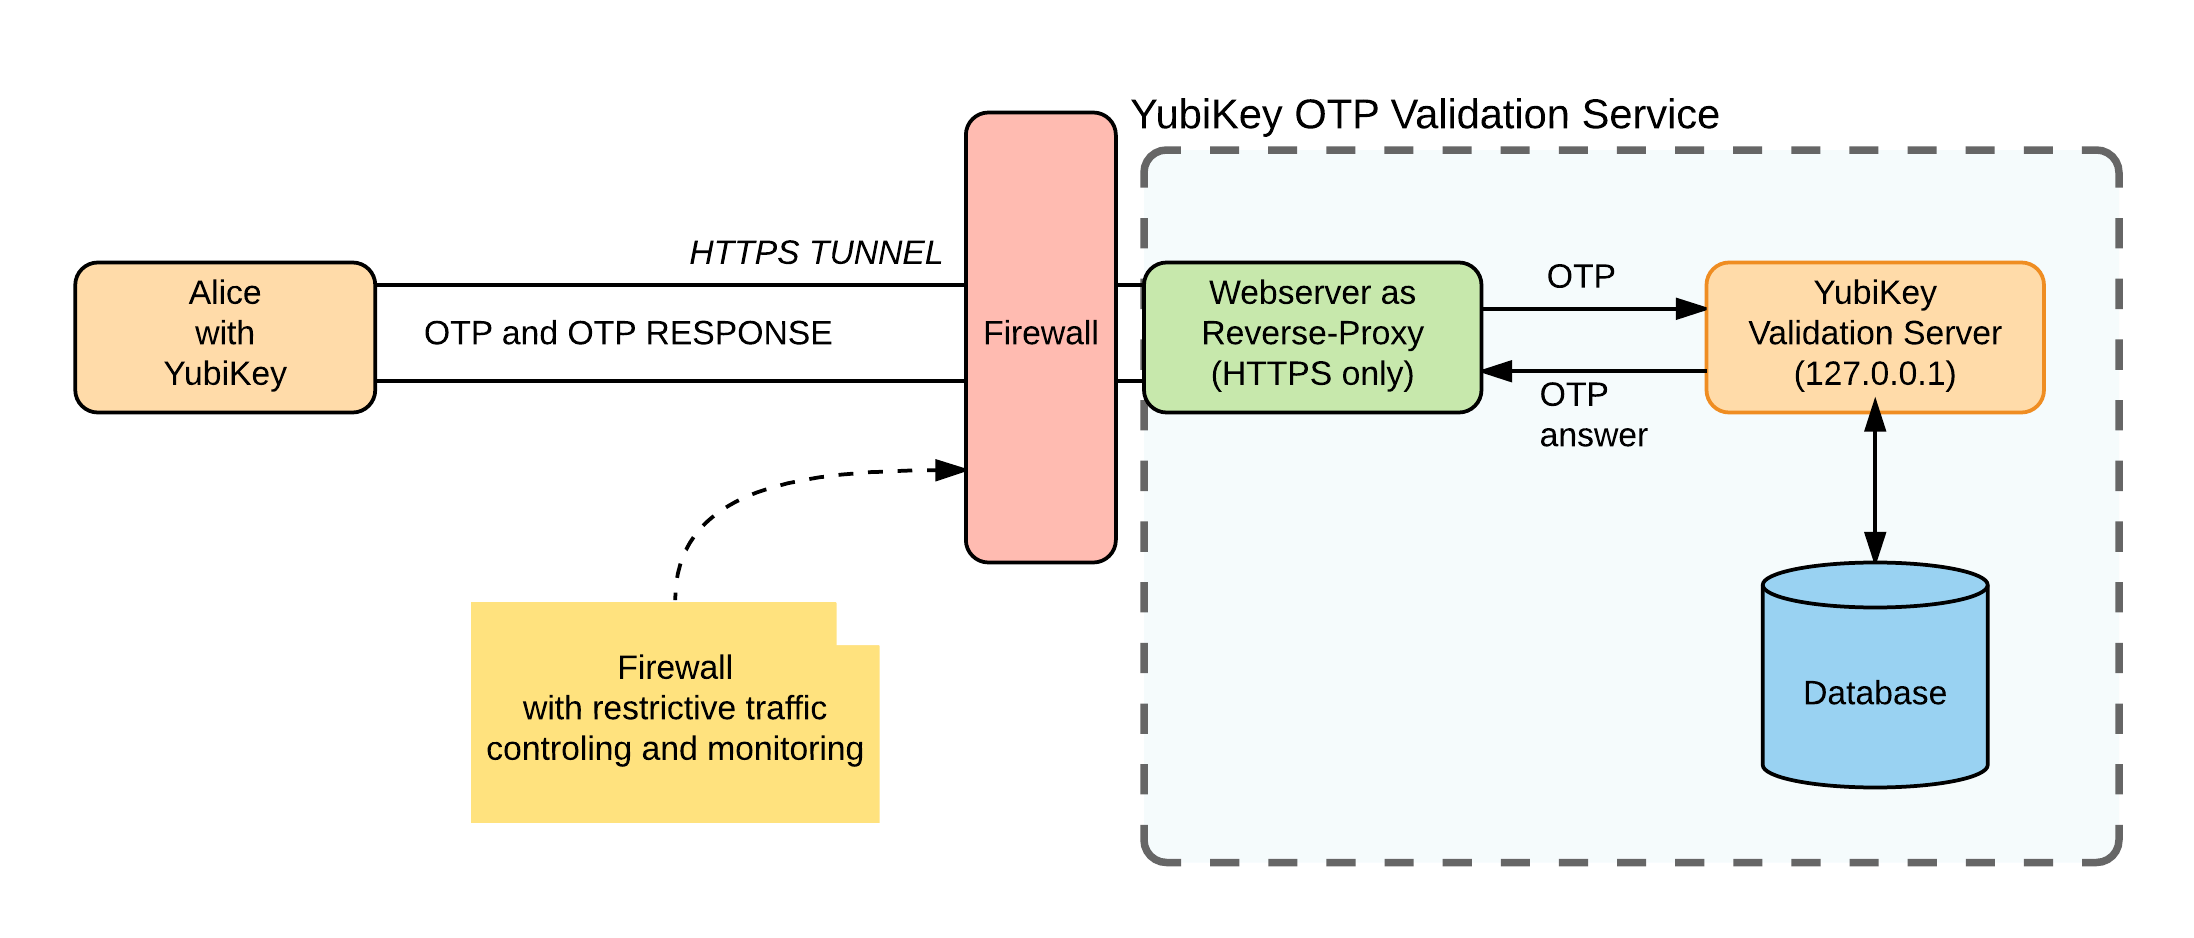 YubiKey OTP Validation Service
HTTPS TUNNEL
Alice
with
YubiKey
OTP and OTP RESPONSE
Firewall
Webserver as
Reverse-Proxy
(HTTPS only)
OTP
OTP
answer
YubiKey
Validation Server
(127.0.0.1)
Firewall
with restrictive traffic
controling and monitoring
Database